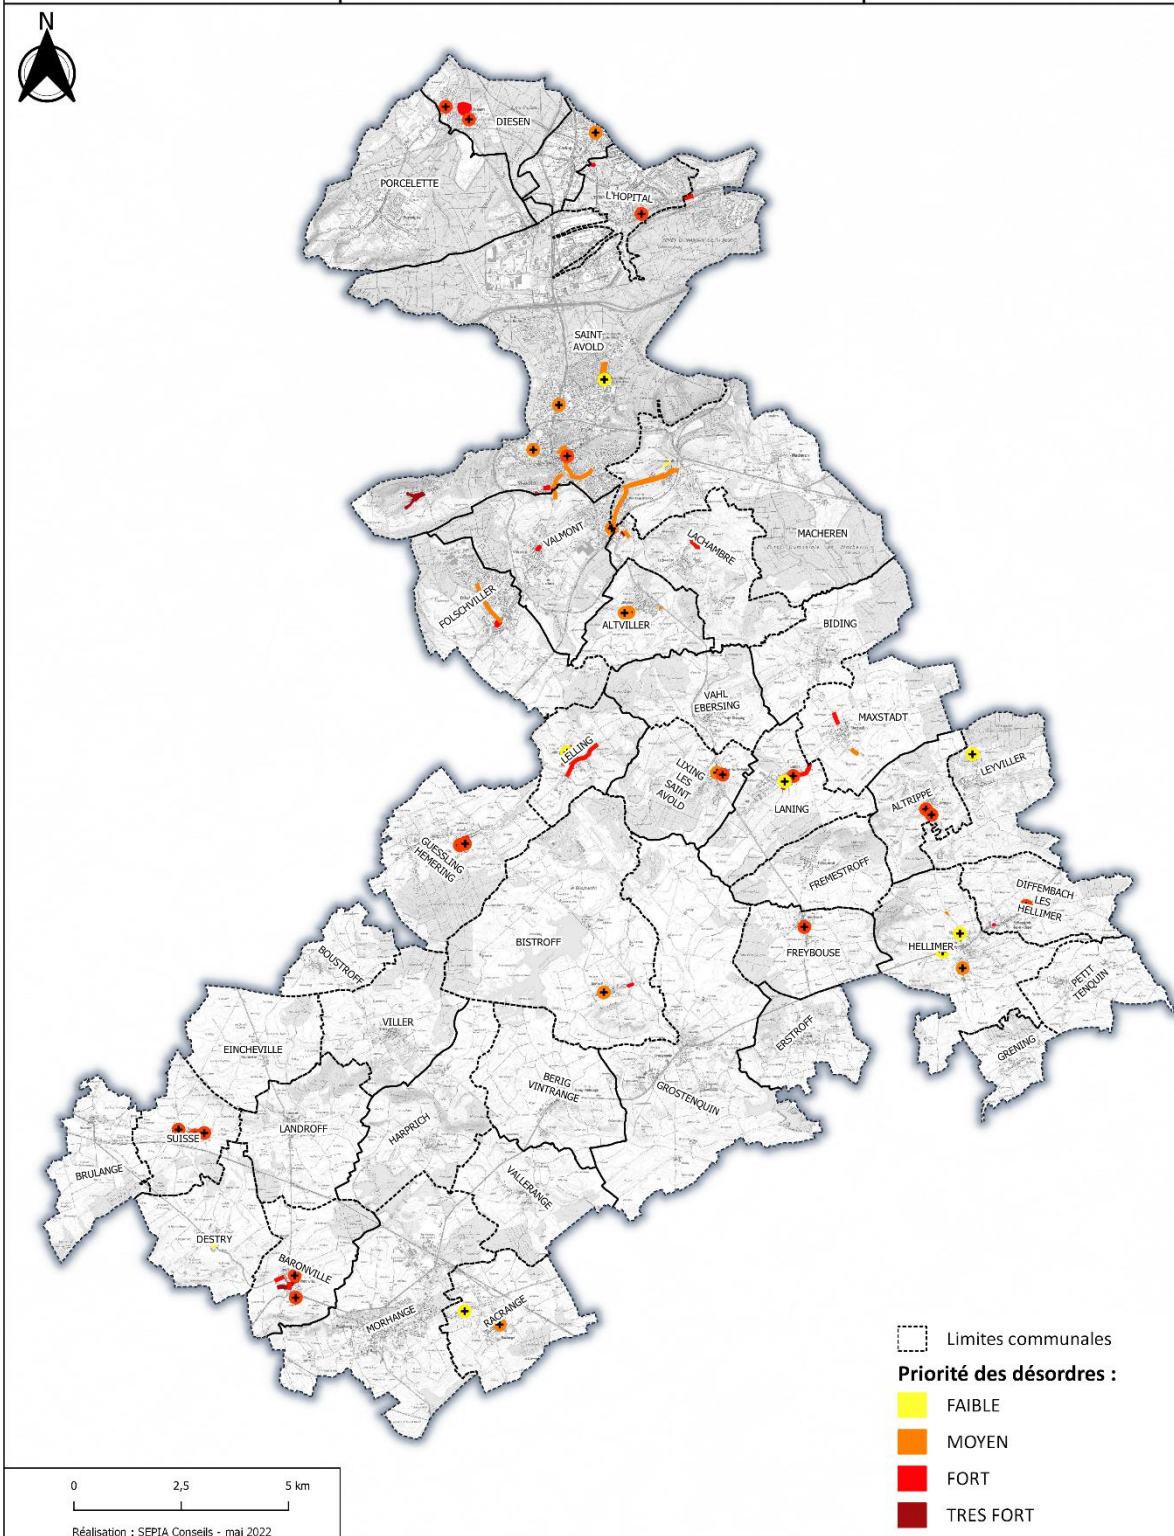 N
DIESEN
PORCELETTE
L'HOPITAL
SAINT
AVOLD
VALMONT
LACHAMBRE
MACHEREN
FOLSCHVILLER
ALTVILLER
BIDING
VAHL
EBERSING
MAXSTADT
LELLING
LIXING
LES
SAINT
AVOLD
LANING
LEYVILLER
ALTRIPPE
GUESSLING
HEMERING
FREMESTROFF
DIFFEMBACH
LES
HELLIMER
BISTROFF
FREYBOUSE
HELLIMER
BOUSTROFF
PETIT
TENQUIN
VILLER
EINCHEVILLE
ERSTROFF
GRENING
BERIG
VINTRANGE
GROSTENQUIN
LANDROFF
HARPRICH
SUISSE
BRULANGE
VALLERANGE
DESTRY
BARONVILLE
MORHANGE
RACRANGE
Limites communales
Priorité des désordres :
FAIBLE
MOYEN
FORT
TRES FORT
0 2,5 5 km
Réalisation : SEPIA Conseils - mai 2022